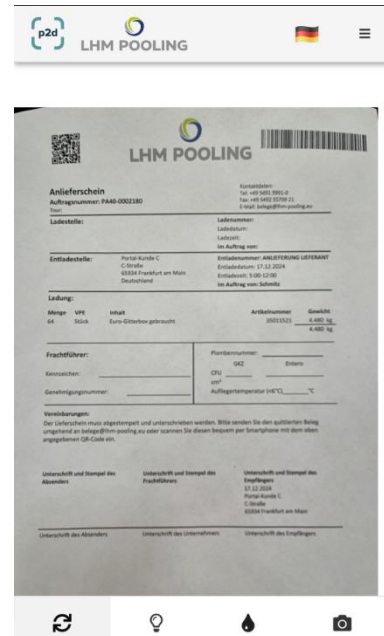 p2d
LHM POOLING
LHM POOLING
Anlieferschein
Auftragsnummer: PA40-0002180
Tour:
Kontaktdaten:
Tel: +49 5491 9991-0
Fax: +49 5492 55709 21
E-Mail: belege@lhm-pooling.eu
Ladestelle:
Ladenummer:
Ladedatum:
Ladezeit:
im Auftrag von:
Entladestelle:
Portal-Kunde C
C-Straße
65934 Frankfurt am Main
Deutschland
Entladenummer: ANLIEFERUNG LIEFERANT
Entladedatum: 17.12.2024
Entladezeit: 5:00-12:00
im Auftrag von: Schmitz
Ladung:
Menge VPE Inhalt Artikelnummer Gewicht
64 Stück Euro-Gitterbox gebraucht 35011521 4.480 kg
4.480 kg
Frachtführer:
Kennzeichen:
Genehmigungsnummer:
Plombennummer:
GKZ Entero
CFU
cm²
Aufliegertemperatur (<6°C) °C
Vereinbarungen:
Der Lieferschein muss abgestempelt und unterschrieben werden. Bitte senden Sie den quittierten Beleg
umgehend an belege@lhm-pooling.eu oder scannen Sie diesen bequem per Smartphone mit dem oben
angegebenen QR-Code ein.
Unterschrift und Stempel des
Absenders
Unterschrift und Stempel des
Frachtführers
Unterschrift und Stempel des
Empfängers
17.12.2024
Portal-Kunde C
C-Straße
65934 Frankfurt am Main
Unterschrift des Absenders
Unterschrift des Unternehmers
Unterschrift des Empfängers